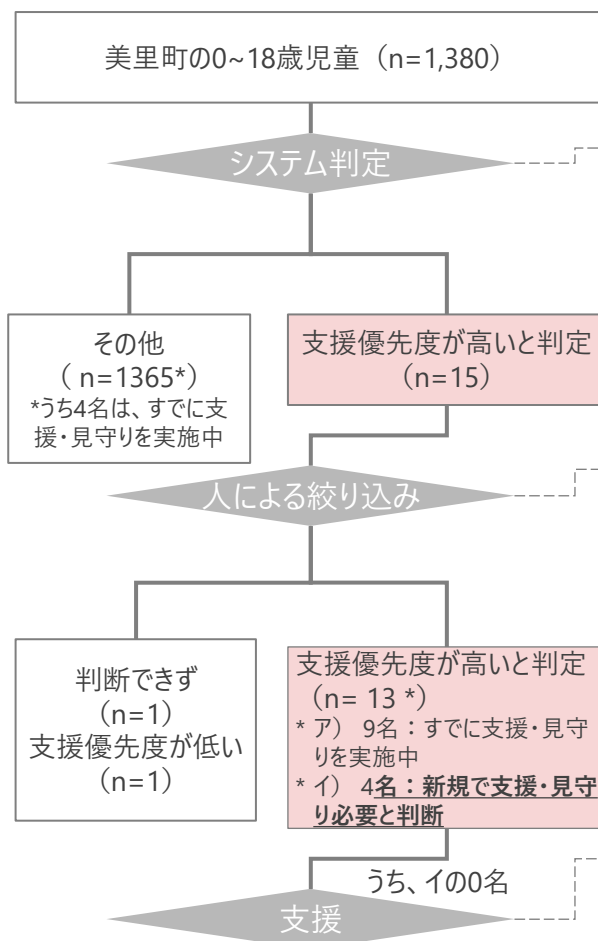 美里町の0~18歳児童（n=1,380）
システム判定
その他
（ n=1365*）
*うち4名は、すでに支
援・見守りを実施中
支援優先度が高いと判定
（n=15）
人による絞り込み
判断できず
（n=1）
支援優先度が低い
（n=1）
支援優先度が高いと判定
（n= 13 *）
* ア） 9名：すでに支援・見守
りを実施中
* イ） 4名：新規で支援・見守
り必要と判断
うち、イの0名
支援